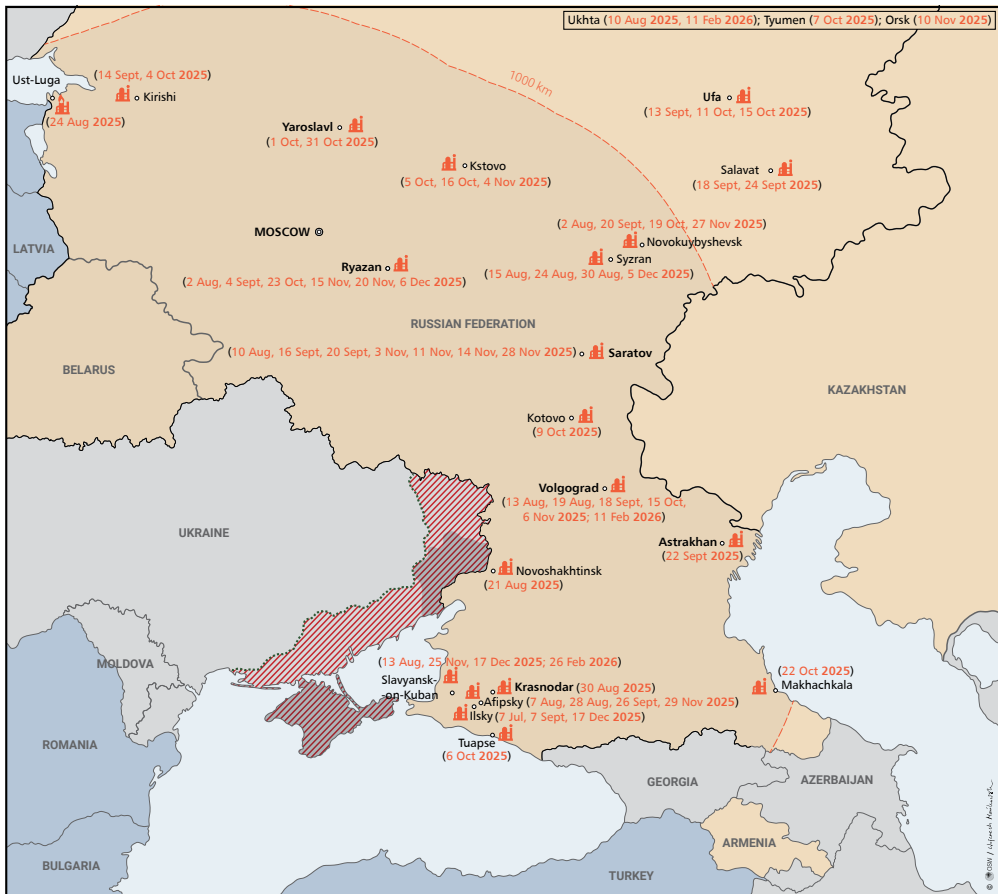 Ukhta (10 Aug 2025, 11 Feb 2026); Tyumen (7 Oct 2025); Orsk (10 Nov 2025)
1000 km
Ust-Luga
(24 Aug 2025)
(14 Sept, 4 Oct 2025)
Kirishi
Yaroslavl
(1 Oct, 31 Oct 2025)
Kstovo
(5 Oct, 16 Oct, 4 Nov 2025)
Ufa
(13 Sept, 11 Oct, 15 Oct 2025)
Salavat
(18 Sept, 24 Sept 2025)
(2 Aug, 20 Sept, 19 Oct, 27 Nov 2025)
Novokuybyshevsk
Syzran
(15 Aug, 24 Aug, 30 Aug, 5 Dec 2025)
MOSCOW
LATVIA
Ryazan
(2 Aug, 4 Sept, 23 Oct, 15 Nov, 20 Nov, 6 Dec 2025)
RUSSIAN FEDERATION
(10 Aug, 16 Sept, 20 Sept, 3 Nov, 11 Nov, 14 Nov, 28 Nov 2025)
Saratov
BELARUS
KAZAKHSTAN
Kotovo
(9 Oct 2025)
Volgograd
(13 Aug, 19 Aug, 18 Sept, 15 Oct,
6 Nov 2025; 11 Feb 2026)
UKRAINE
Astrakhan
(22 Sept 2025)
Novoshakhtinsk
(21 Aug 2025)
MOLDOVA
(13 Aug, 25 Nov, 17 Dec 2025; 26 Feb 2026)
Slavyansk-
-on-Kuban
Krasnodar (30 Aug 2025)
Afipsky (7 Aug, 28 Aug, 26 Sept, 29 Nov 2025)
Ilsky (7 Jul, 7 Sept, 17 Dec 2025)
(22 Oct 2025)
Makhachkala
Tuapse
(6 Oct 2025)
ROMANIA
GEORGIA
AZERBAIJAN
ARMENIA
BULGARIA
TURKEY
© OSW /